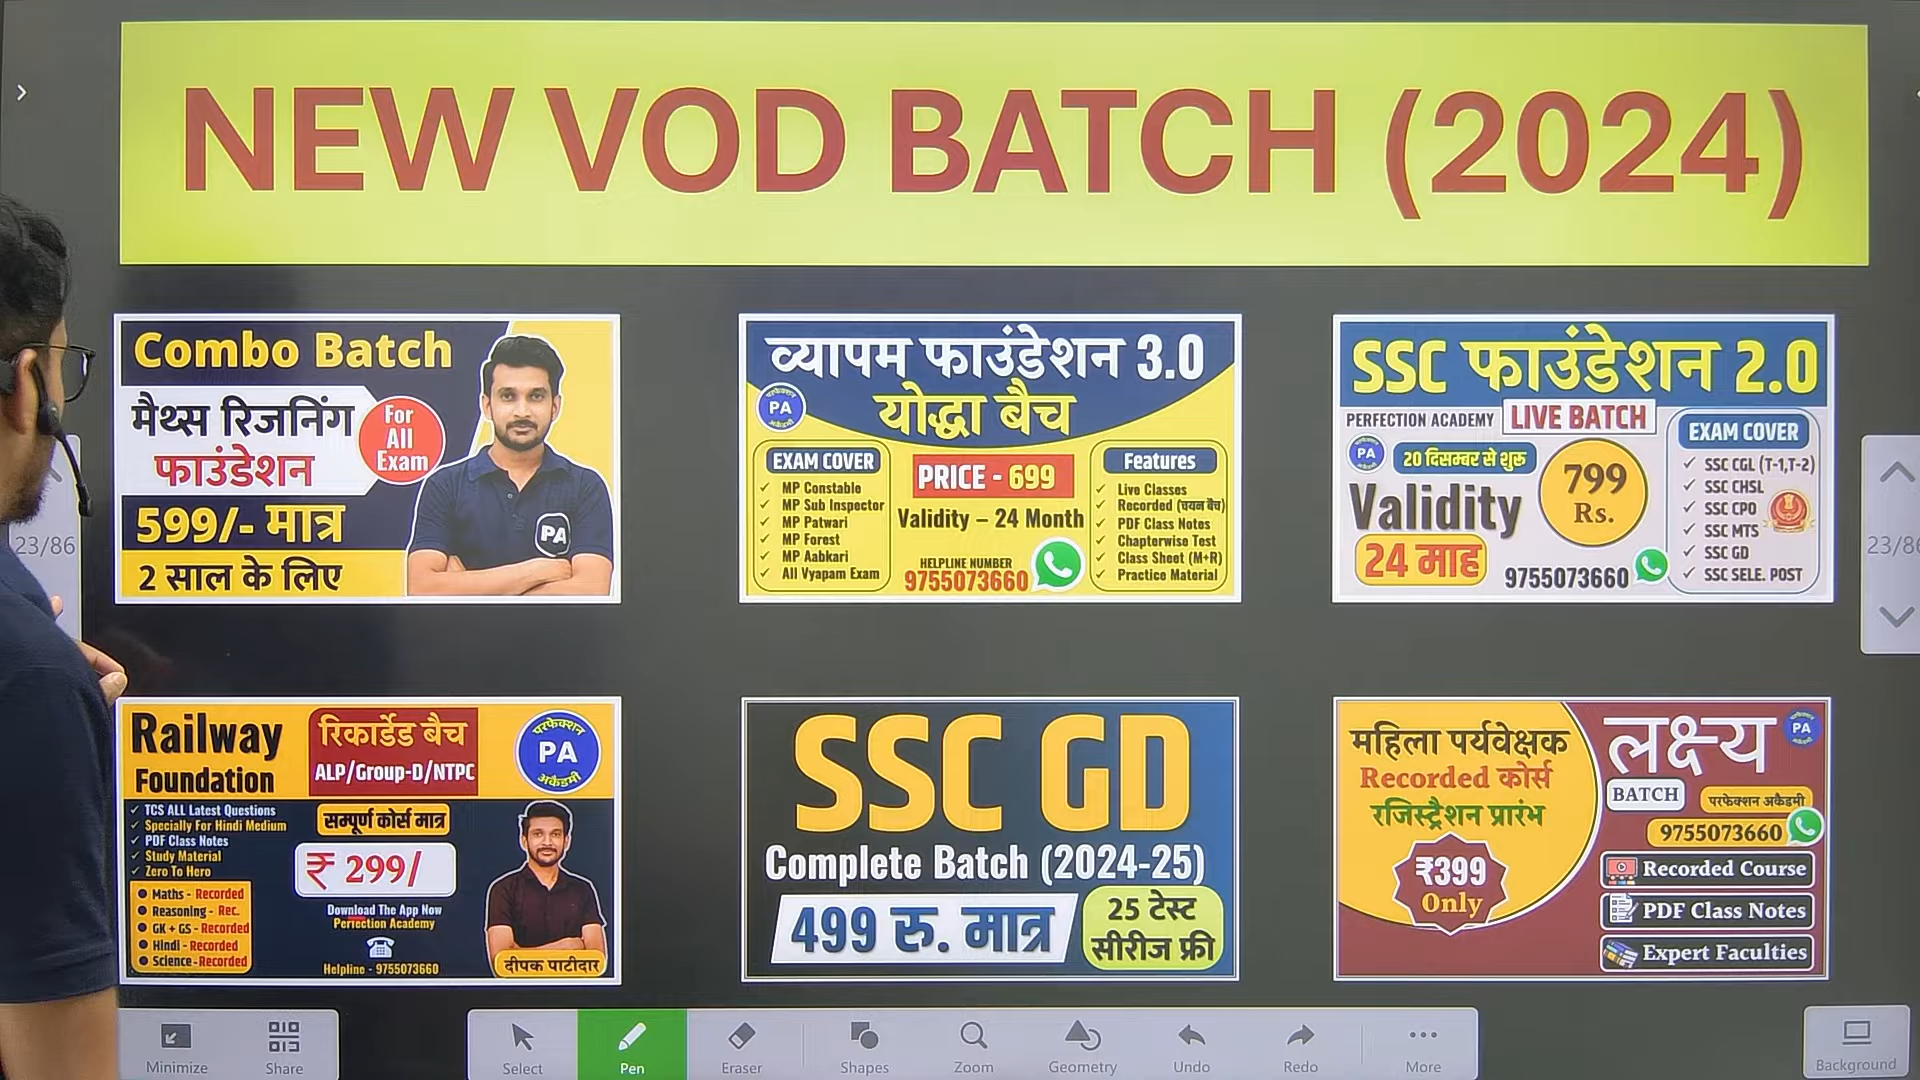 NEW VOD BATCH (2024)
Combo Batch
मैथ्स रिजनिंग
फाउंडेशन
For
All
Exam
599/- मात्र
2 साल के लिए
PA
व्यापम फाउंडेशन 3.0
योद्धा बैच
परफेक्शन
PA
अकैडमी
EXAM COVER
✓ MP Constable
✓ MP Sub Inspector
✓ MP Patwari
✓ MP Forest
✓ MP Aabkari
✓ All Vyapam Exam
PRICE - 699
Validity – 24 Month
HELPLINE NUMBER
9755073660
Features
✓ Live Classes
Recorded (चयन बैच)
✓ PDF Class Notes
✓ Chapterwise Test
✓ Class Sheet (M+R)
✓ Practice Material
SSC फाउंडेशन 2.0
PERFECTION ACADEMY
LIVE BATCH
PA
20 दिसम्बर से शुरू
Validity
24 माह
799
Rs.
9755073660
EXAM COVER
✓ SSC CGL (T-1,T-2)
✓ SSC CHSL
✓ SSC CPO
✓ SSC MTS
✓ SSC GD
✓ SSC SELE. POST
23/86
23/86
Railway
Foundation
रिकार्डेड बैच
ALP/Group-D/NTPC
परफेक्शन
PA
अकैडमी
✓ TCS ALL Latest Questions
✓ Specially For Hindi Medium
✓ PDF Class Notes
✓ Study Material
✓ Zero To Hero
● Maths - Recorded
● Reasoning - Rec.
● GK + GS - Recorded
● Hindi - Recorded
● Science - Recorded
सम्पूर्ण कोर्स मात्र
₹ 299/
Download The App Now
Perfection Academy
Helpline - 9755073660
दीपक पाटीदार
SSC GD
Complete Batch (2024-25)
499 रु. मात्र
25 टेस्ट
सीरीज फ्री
महिला पर्यवेक्षक
Recorded कोर्स
रजिस्ट्रैशन प्रारंभ
₹399
Only
लक्ष्य
PA
BATCH
परफेक्शन अकैडमी
9755073660
Recorded Course
PDF Class Notes
Expert Faculties
Minimize
Share
Select
Pen
Eraser
Shapes
Zoom
Geometry
Undo
Redo
More
Background